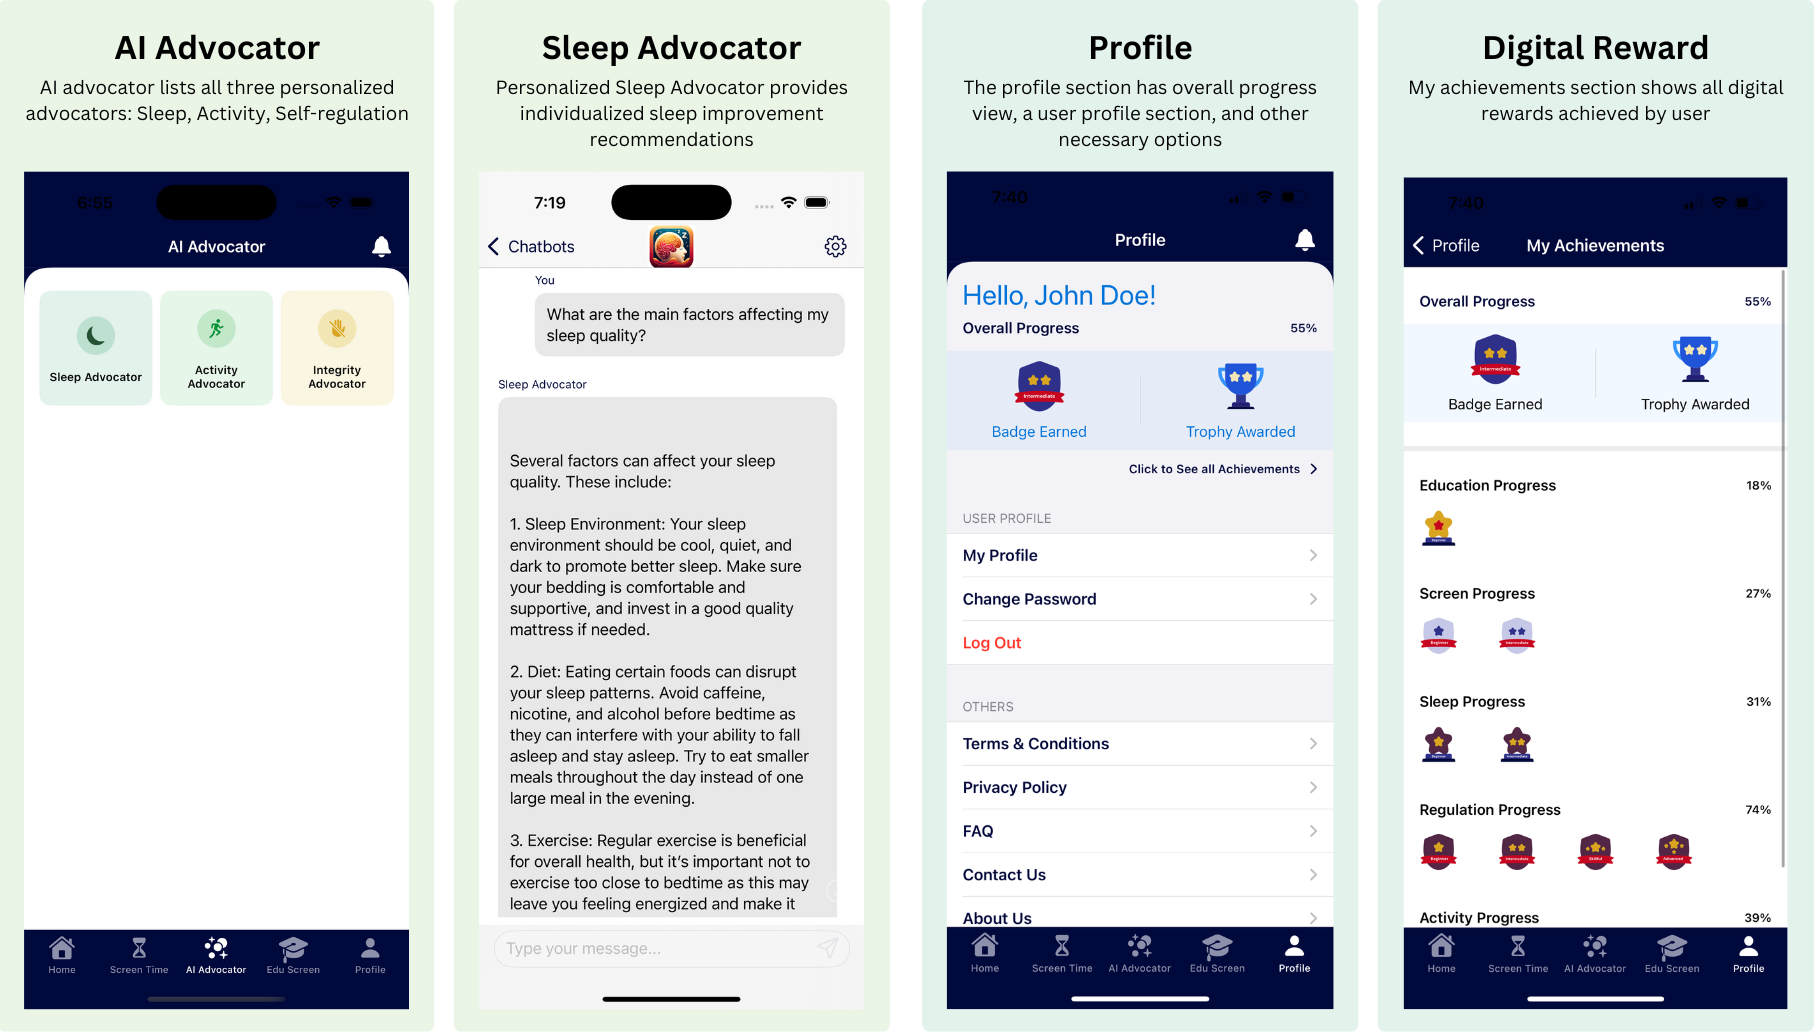 AI Advocator
AI advocator lists all three personalized
advocators: Sleep, Activity, Self-regulation
6:55
AI Advocator
Sleep Advocator
Activity
Advocator
Integrity
Advocator
Home
Screen Time
AI Advocator
Edu Screen
Profile
Sleep Advocator
Personalized Sleep Advocator provides
individualized sleep improvement
recommendations
7:19
Chatbots
You
What are the main factors affecting my
sleep quality?
Sleep Advocator
Several factors can affect your sleep
quality. These include:
1. Sleep Environment: Your sleep
environment should be cool, quiet, and
dark to promote better sleep. Make sure
your bedding is comfortable and
supportive, and invest in a good quality
mattress if needed.
2. Diet: Eating certain foods can disrupt
your sleep patterns. Avoid caffeine,
nicotine, and alcohol before bedtime as
they can interfere with your ability to fall
asleep and stay asleep. Try to eat smaller
meals throughout the day instead of one
large meal in the evening.
3. Exercise: Regular exercise is beneficial
for overall health, but it's important not to
exercise too close to bedtime as this may
leave you feeling energized and make it
Type your message...
Profile
The profile section has overall progress
view, a user profile section, and other
necessary options
7:40
Profile
Hello, John Doe!
Overall Progress 55%
Intermediate
Badge Earned
Trophy Awarded
Click to See all Achievements
USER PROFILE
My Profile
Change Password
Log Out
OTHERS
Terms & Conditions
Privacy Policy
FAQ
Contact Us
About Us
Home
Screen Time
AI Advocator
Edu Screen
Profile
Digital Reward
My achievements section shows all digital
rewards achieved by user
7:40
Profile
My Achievements
Overall Progress 55%
Intermediate
Badge Earned
Trophy Awarded
Education Progress 18%
Beginner
Screen Progress 27%
Beginner
Intermediate
Sleep Progress 31%
Beginner
Intermediate
Regulation Progress 74%
Beginner
Intermediate
Skillful
Advanced
Activity Progress 39%
Home
Screen Time
AI Advocator
Edu Screen
Profile